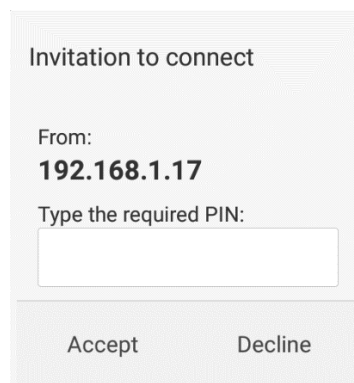 Invitation to connect
From:
192.168.1.17
Type the required PIN:
Accept Decline